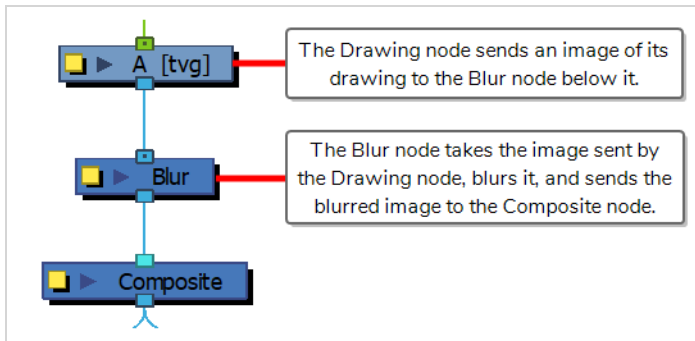 A [tvg]
The Drawing node sends an image of its
drawing to the Blur node below it.
Blur
The Blur node takes the image sent by
the Drawing node, blurs it, and sends the
blurred image to the Composite node.
Composite